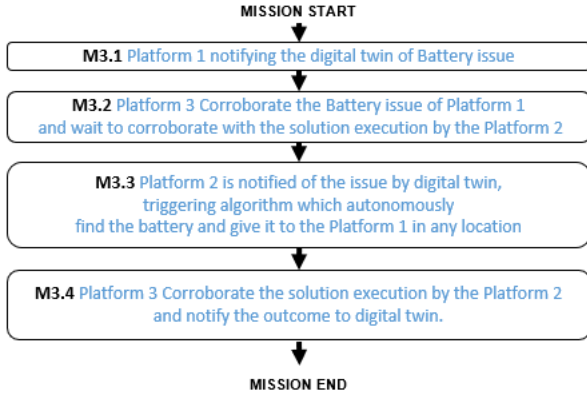 MISSION START
M3.1 Platform 1 notifying the digital twin of Battery issue
M3.2 Platform 3 Corroborate the Battery issue of Platform 1
and wait to corroborate with the solution execution by the Platform 2
M3.3 Platform 2 is notified of the issue by digital twin,
triggering algorithm which autonomously
find the battery and give it to the Platform 1 in any location
M3.4 Platform 3 Corroborate the solution execution by the Platform 2
and notify the outcome to digital twin.
MISSION END